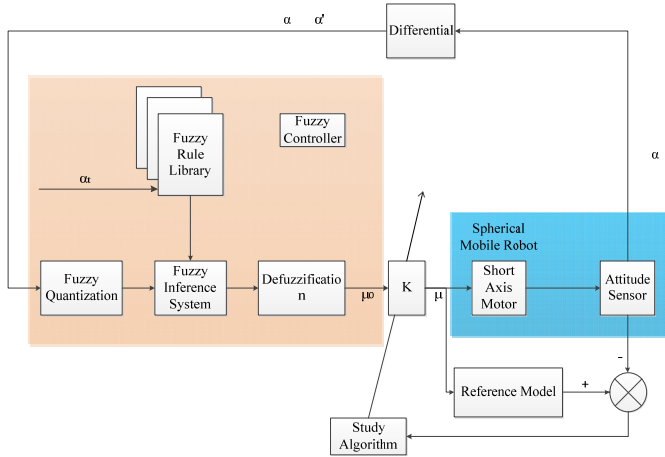 α α'
Differential
α
Fuzzy
Rule
Library
Fuzzy
Controller
αt
Spherical
Mobile Robot
Fuzzy
Quantization
Fuzzy
Inference
System
Defuzzificatio
n
μ0
K
μ
Short
Axis
Motor
Attitude
Sensor
-
Reference Model
+
Study
Algorithm